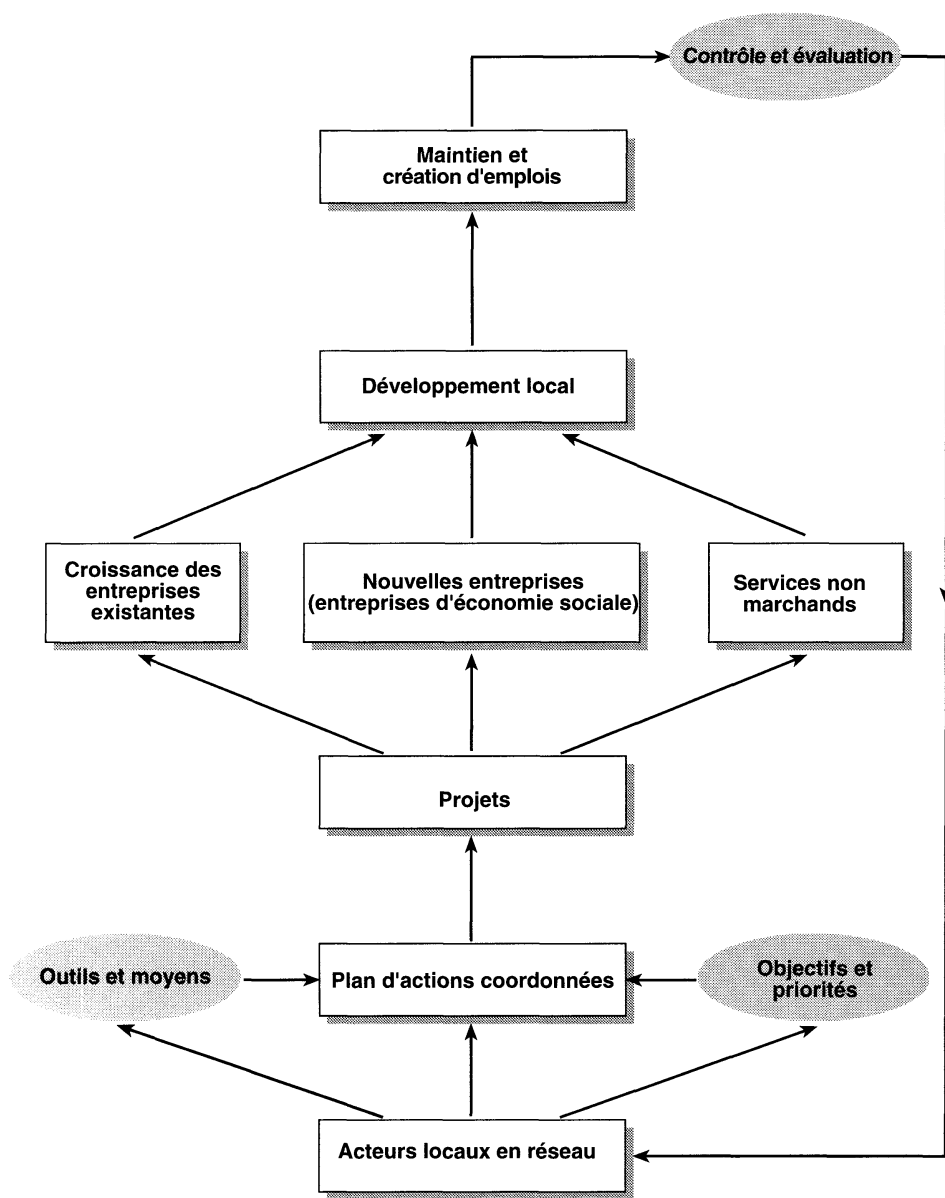 Contrôle et évaluation
Maintien et
création d'emplois
Développement local
Croissance des
entreprises
existantes
Nouvelles entreprises
(entreprises d'économie sociale)
Services non
marchands
Projets
Outils et moyens
Plan d'actions coordonnées
Objectifs et
priorités
Acteurs locaux en réseau